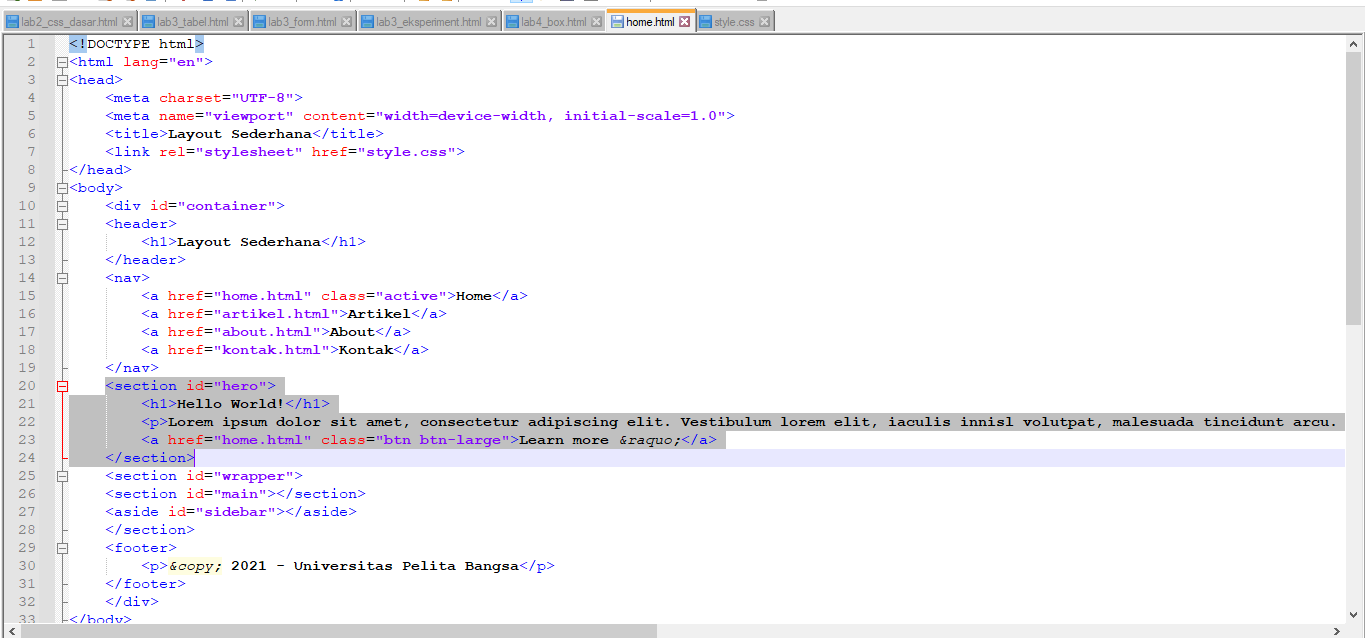 lab2_css_dasar.html lab3_tabel.html lab3_form.html lab3_eksperiment.html lab4_box.html home.html style.css
1 <!DOCTYPE html>
2 <html lang="en">
3 <head>
4 <meta charset="UTF-8">
5 <meta name="viewport" content="width=device-width, initial-scale=1.0">
6 <title>Layout Sederhana</title>
7 <link rel="stylesheet" href="style.css">
8 </head>
9 <body>
10 <div id="container">
11 <header>
12 <h1>Layout Sederhana</h1>
13 </header>
14 <nav>
15 <a href="home.html" class="active">Home</a>
16 <a href="artikel.html">Artikel</a>
17 <a href="about.html">About</a>
18 <a href="kontak.html">Kontak</a>
19 </nav>
20 <section id="hero">
21 <h1>Hello World!</h1>
22 <p>Lorem ipsum dolor sit amet, consectetur adipiscing elit. Vestibulum lorem elit, iaculis innisl volutpat, malesuada tincidunt arcu.
23 <a href="home.html" class="btn btn-large">Learn more &raquo;</a>
24 </section>
25 <section id="wrapper">
26 <section id="main"></section>
27 <aside id="sidebar"></aside>
28 </section>
29 <footer>
30 <p>&copy; 2021 - Universitas Pelita Bangsa</p>
31 </footer>
32 </div>
33 </body>